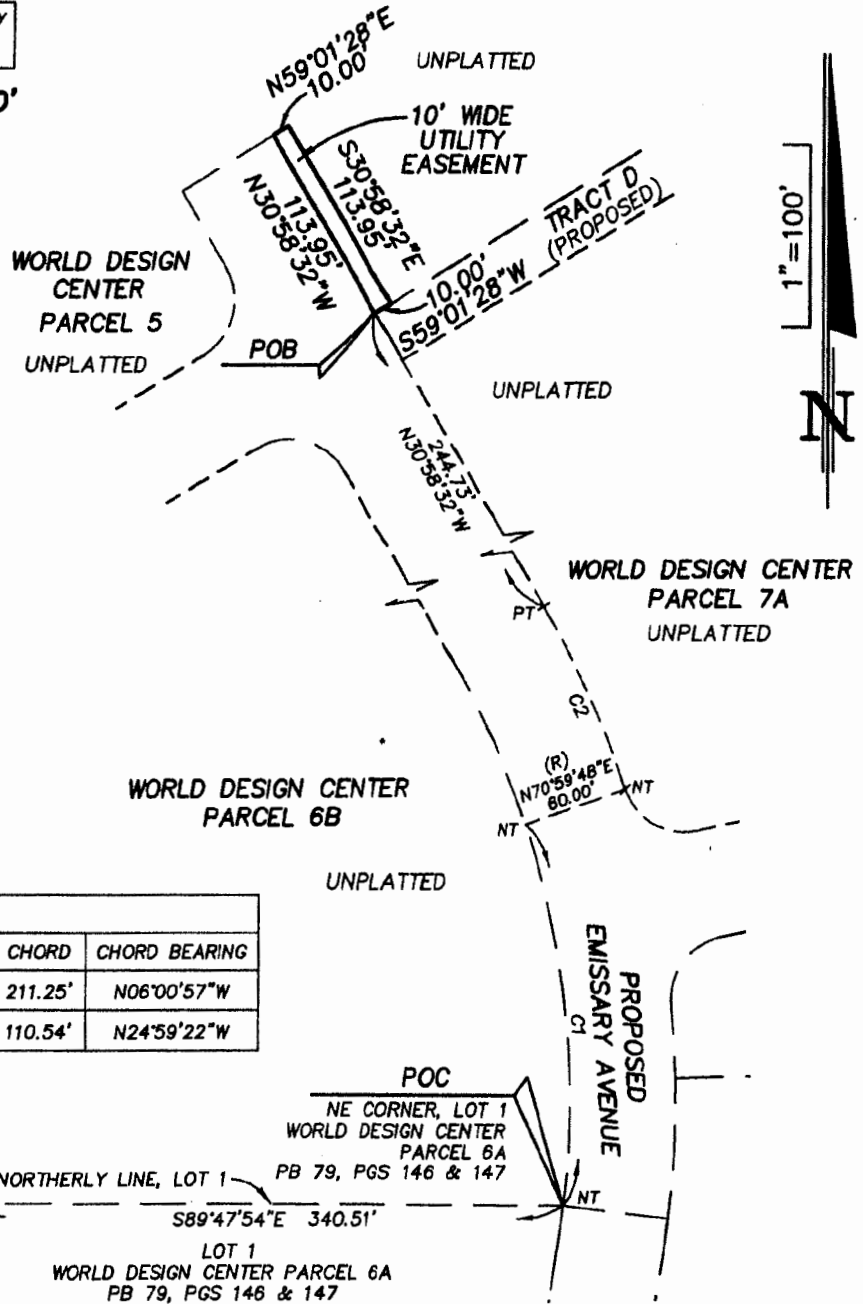 N59°01'28"E
10.00'
UNPLATTED
10' WIDE
UTILITY
EASEMENT
S30°58'32"E
113.95'
113.95'
N30°58'32"W
TRACT D
(PROPOSED)
10.00'
S59°01'28"W
1"=100'
N
WORLD DESIGN
CENTER
PARCEL 5
UNPLATTED
POB
UNPLATTED
244.73'
N30°58'32"W
WORLD DESIGN CENTER
PARCEL 7A
UNPLATTED
PT
C2
(R)
N70°59'48"E
60.00'
NT
NT
WORLD DESIGN CENTER
PARCEL 6B
UNPLATTED
CHORD CHORD BEARING
211.25' N06°00'57"W
110.54' N24°59'22"W
PROPOSED
EMISSARY AVENUE
C1
POC
NE CORNER, LOT 1
WORLD DESIGN CENTER
PARCEL 6A
PB 79, PGS 146 & 147
NORTHERLY LINE, LOT 1
NT
S89°47'54"E 340.51'
LOT 1
WORLD DESIGN CENTER PARCEL 6A
PB 79, PGS 146 & 147